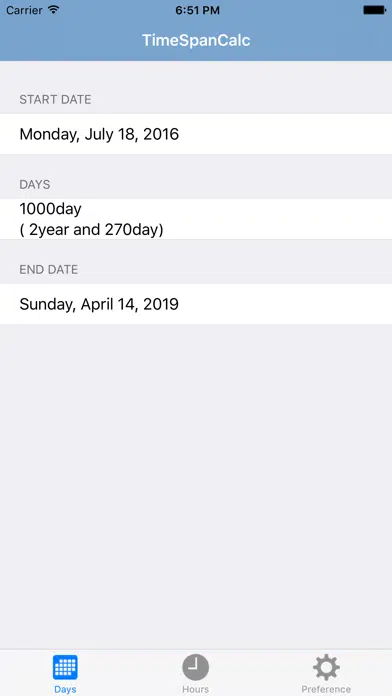 Carrier 6:51 PM
TimeSpanCalc
START DATE
Monday, July 18, 2016
DAYS
1000day
( 2year and 270day)
END DATE
Sunday, April 14, 2019
Days Hours Preference